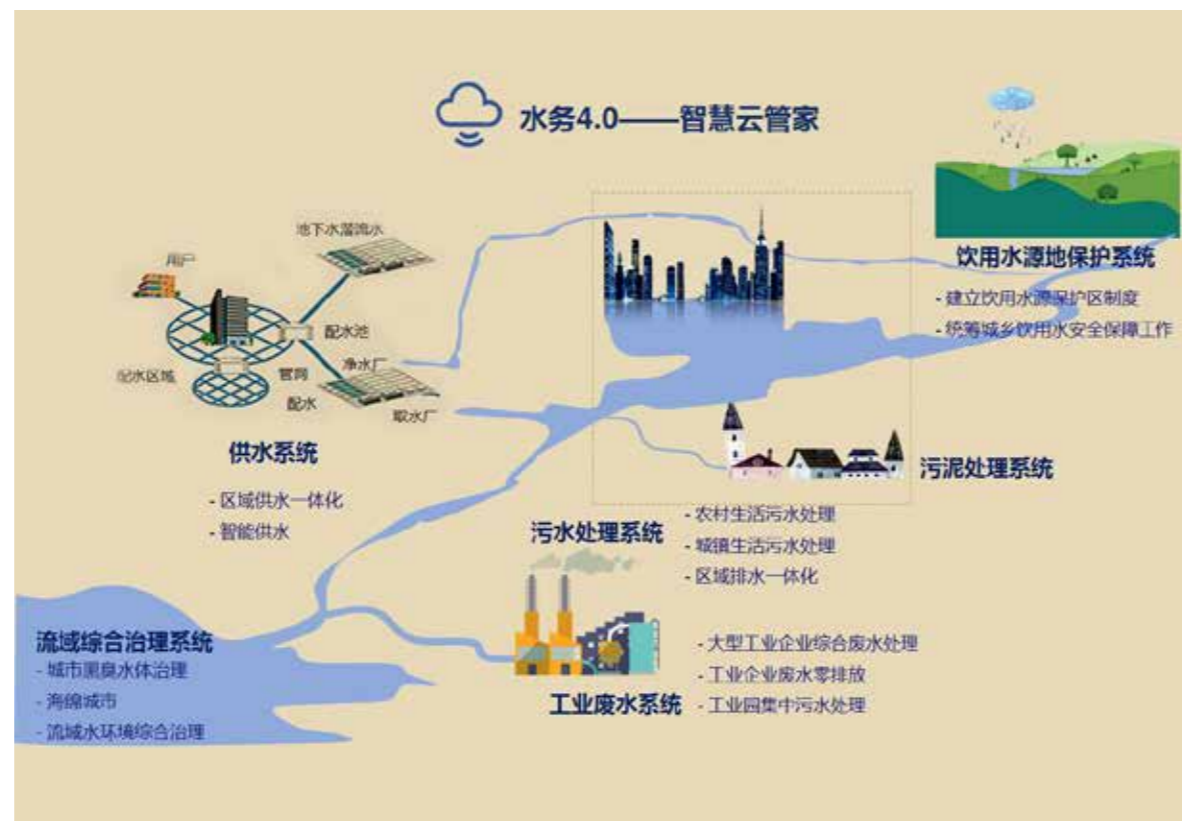 水务4.0——智慧云管家
饮用水源地保护系统
- 建立饮用水源保护区制度
- 统筹城乡饮用水安全保障工作
地下水潜流水
用户
配水池
净水厂
配水区域
管网
配水
取水厂
供水系统
- 区域供水一体化
- 智能供水
污泥处理系统
污水处理系统
- 农村生活污水处理
- 城镇生活污水处理
- 区域排水一体化
流域综合治理系统
- 城市黑臭水体治理
- 海绵城市
- 流域水环境综合治理
工业废水系统
- 大型工业企业综合废水处理
- 工业企业废水零排放
- 工业园集中污水处理